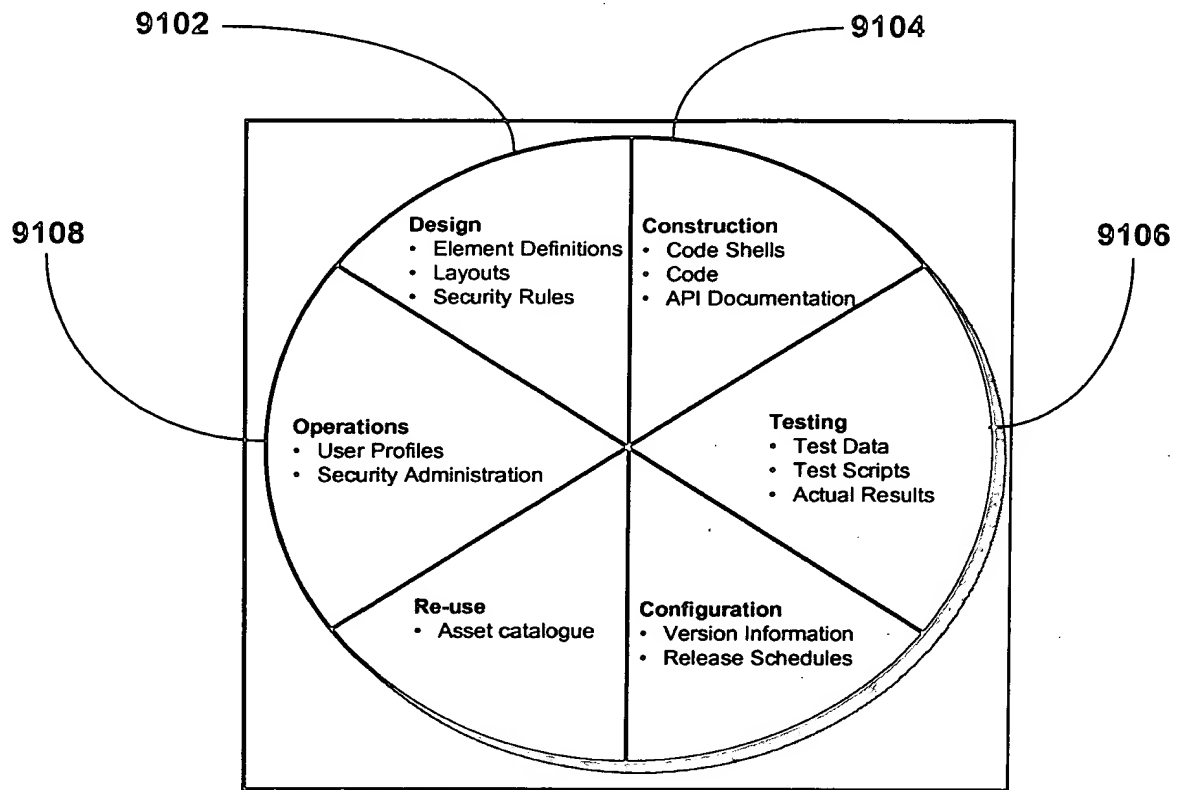 9102
9104
9108
9106
Design
• Element Definitions
• Layouts
• Security Rules
Construction
• Code Shells
• Code
• API Documentation
Operations
• User Profiles
• Security Administration
Testing
• Test Data
• Test Scripts
• Actual Results
Re-use
• Asset catalogue
Configuration
• Version Information
• Release Schedules